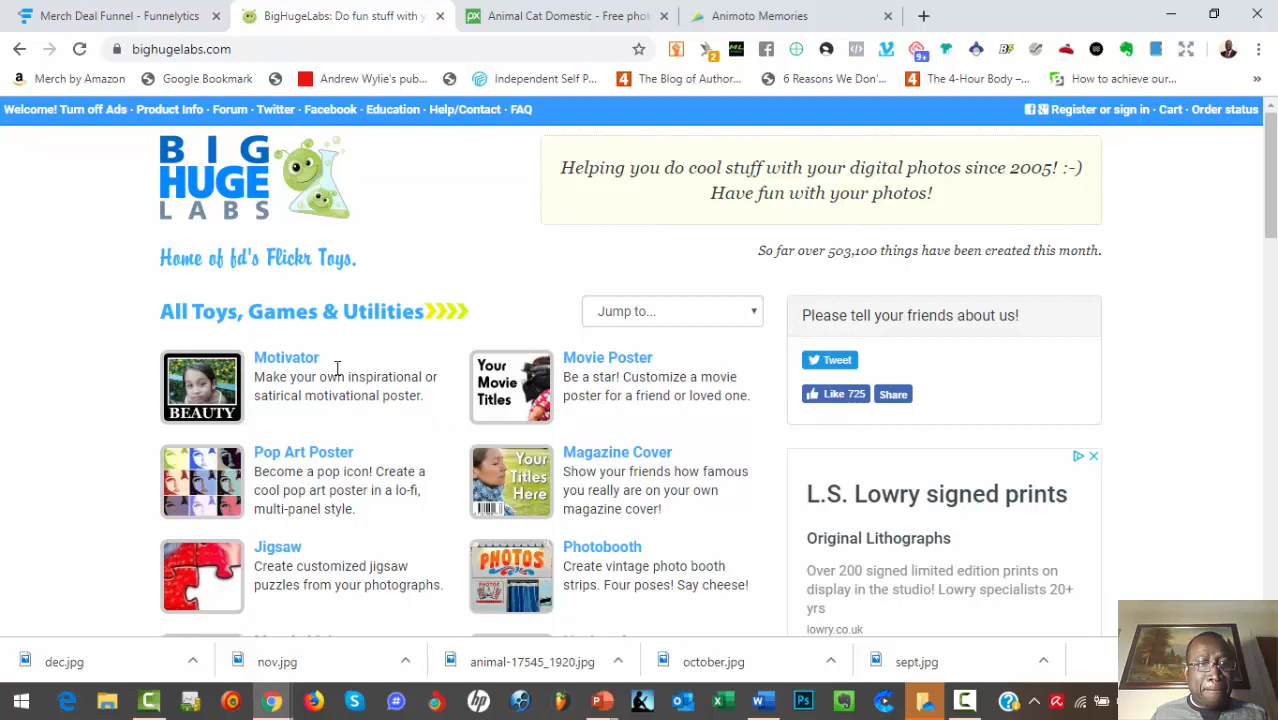 Merch Deal Funnel - Funnelytics
BigHugeLabs: Do fun stuff with y
Animal Cat Domestic - Free phot
Animoto Memories
bighugelabs.com
2
9+
Merch by Amazon
Google Bookmark
Andrew Wylie's pub...
Independent Self P...
The Blog of Author...
6 Reasons We Don'...
The 4-Hour Body –...
How to achieve our...
Welcome! Turn off Ads · Product Info · Forum · Twitter · Facebook · Education · Help/Contact · FAQ
Register or sign in · Cart · Order status
BIG
HUGE
LABS
Helping you do cool stuff with your digital photos since 2005! :-)
Have fun with your photos!
Home of fd's Flickr Toys.
So far over 503,100 things have been created this month.
All Toys, Games & Utilities
Jump to...
Please tell your friends about us!
Tweet
Like 725
Share
BEAUTY
Motivator
Make your own inspirational or
satirical motivational poster.
Your
Movie
Titles
Movie Poster
Be a star! Customize a movie
poster for a friend or loved one.
Pop Art Poster
Become a pop icon! Create a
cool pop art poster in a lo-fi,
multi-panel style.
Your
Titles
Here
Magazine Cover
Show your friends how famous
you really are on your own
magazine cover!
Jigsaw
Create customized jigsaw
puzzles from your photographs.
PHOTOS
Photobooth
Create vintage photo booth
strips. Four poses! Say cheese!
L.S. Lowry signed prints
Original Lithographs
Over 200 signed limited edition prints on
display in the studio! Lowry specialists 20+
yrs
lowry.co.uk
dec.jpg
nov.jpg
animal-17545_1920.jpg
october.jpg
sept.jpg